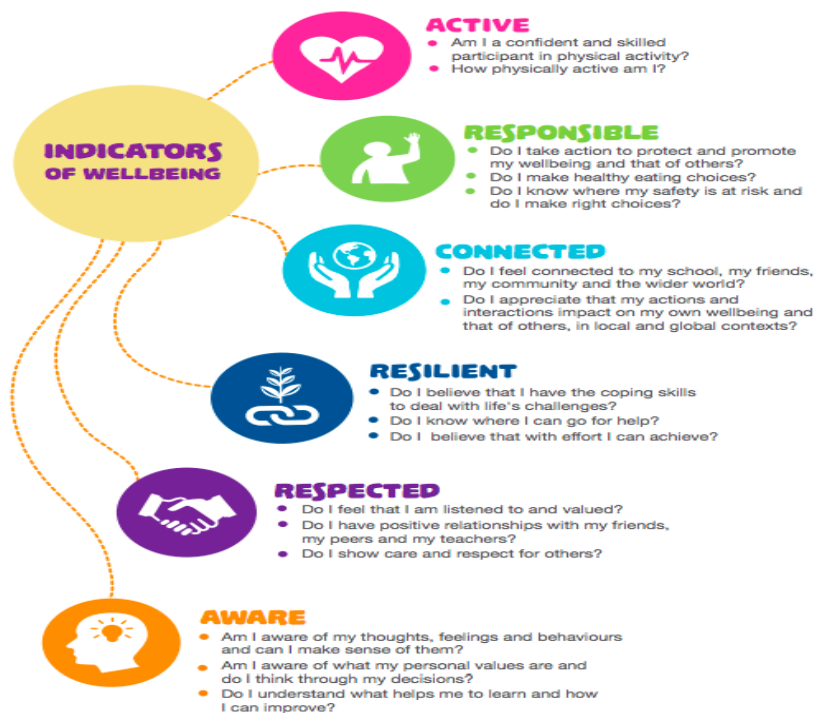 ACTIVE
• Am I a confident and skilled
participant in physical activity?
• How physically active am I?
INDICATORS
OF WELLBEING
RESPONSIBLE
• Do I take action to protect and promote
my wellbeing and that of others?
• Do I make healthy eating choices?
• Do I know where my safety is at risk and
do I make right choices?
CONNECTED
• Do I feel connected to my school, my friends,
my community and the wider world?
• Do I appreciate that my actions and
interactions impact on my own wellbeing and
that of others, in local and global contexts?
RESILIENT
• Do I believe that I have the coping skills
to deal with life's challenges?
• Do I know where I can go for help?
• Do I believe that with effort I can achieve?
RESPECTED
• Do I feel that I am listened to and valued?
• Do I have positive relationships with my friends,
my peers and my teachers?
• Do I show care and respect for others?
AWARE
• Am I aware of my thoughts, feelings and behaviours
and can I make sense of them?
• Am I aware of what my personal values are and
do I think through my decisions?
• Do I understand what helps me to learn and how
I can improve?